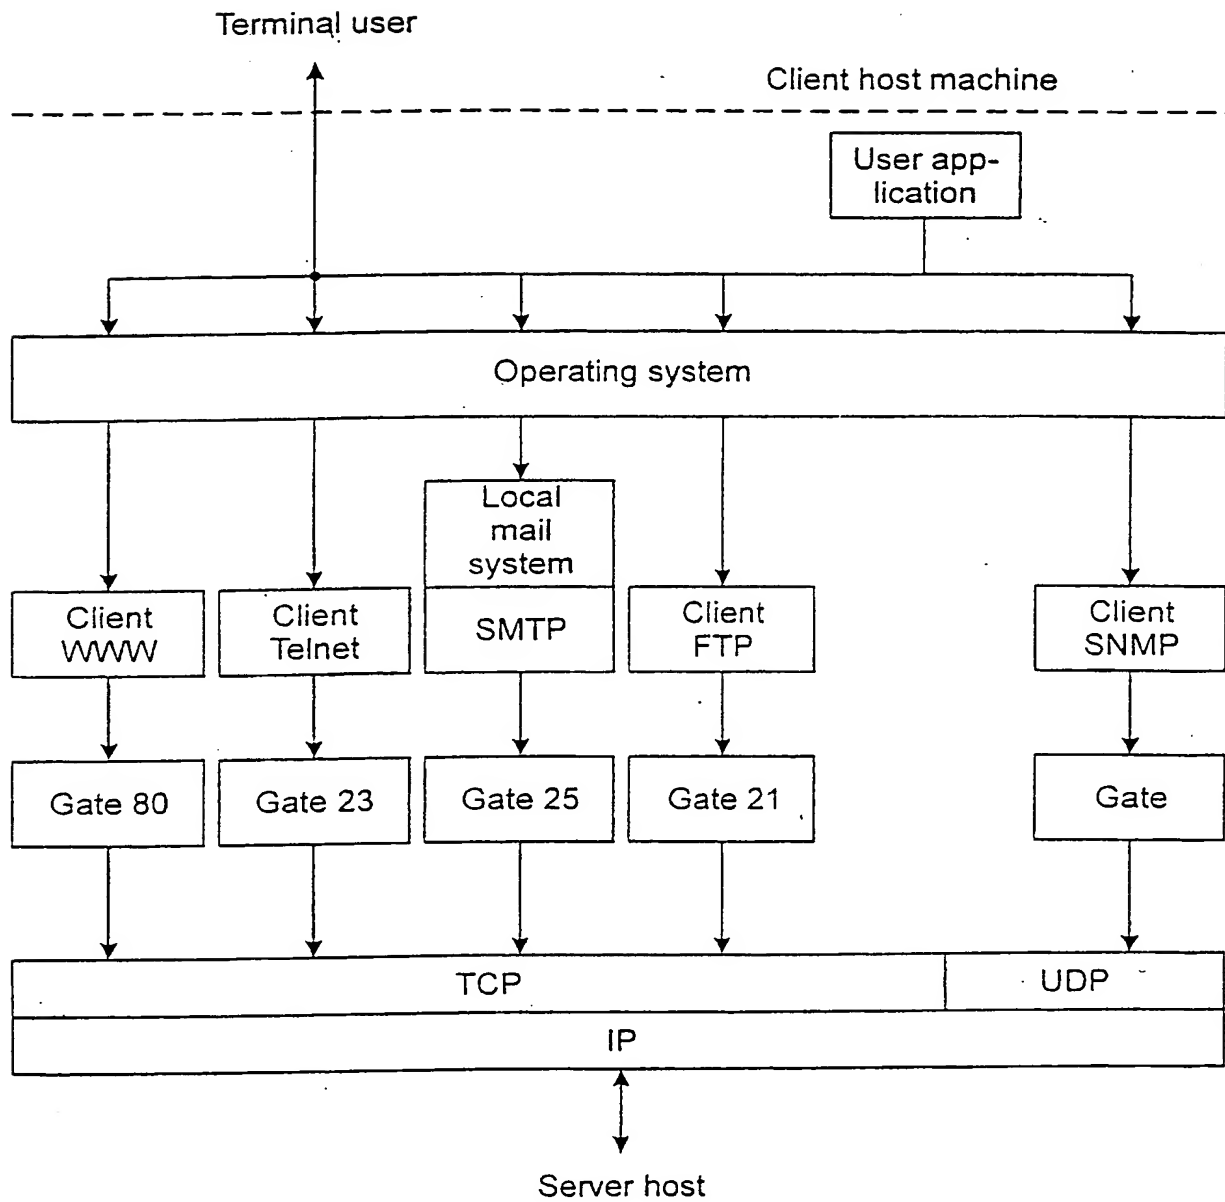 Terminal user
Client host machine
User app-
lication
Operating system
Local
mail
system
Client
WWW
Client
Telnet
SMTP
Client
FTP
Client
SNMP
Gate 80
Gate 23
Gate 25
Gate 21
Gate
TCP
UDP
IP
Server host